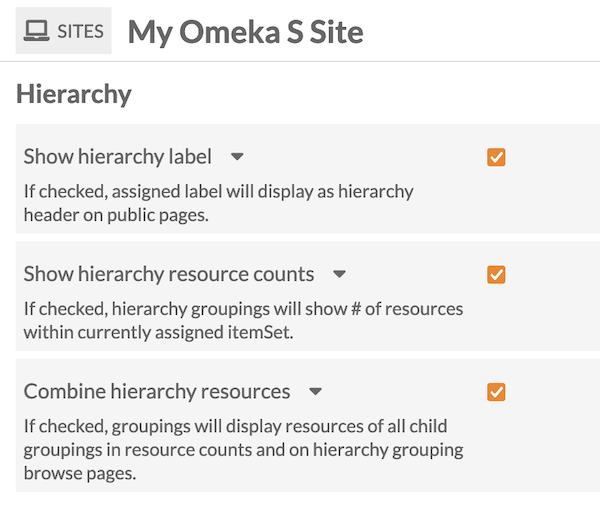 SITES My Omeka S Site
Hierarchy
Show hierarchy label
If checked, assigned label will display as hierarchy
header on public pages.
Show hierarchy resource counts
If checked, hierarchy groupings will show # of resources
within currently assigned itemSet.
Combine hierarchy resources
If checked, groupings will display resources of all child
groupings in resource counts and on hierarchy grouping
browse pages.